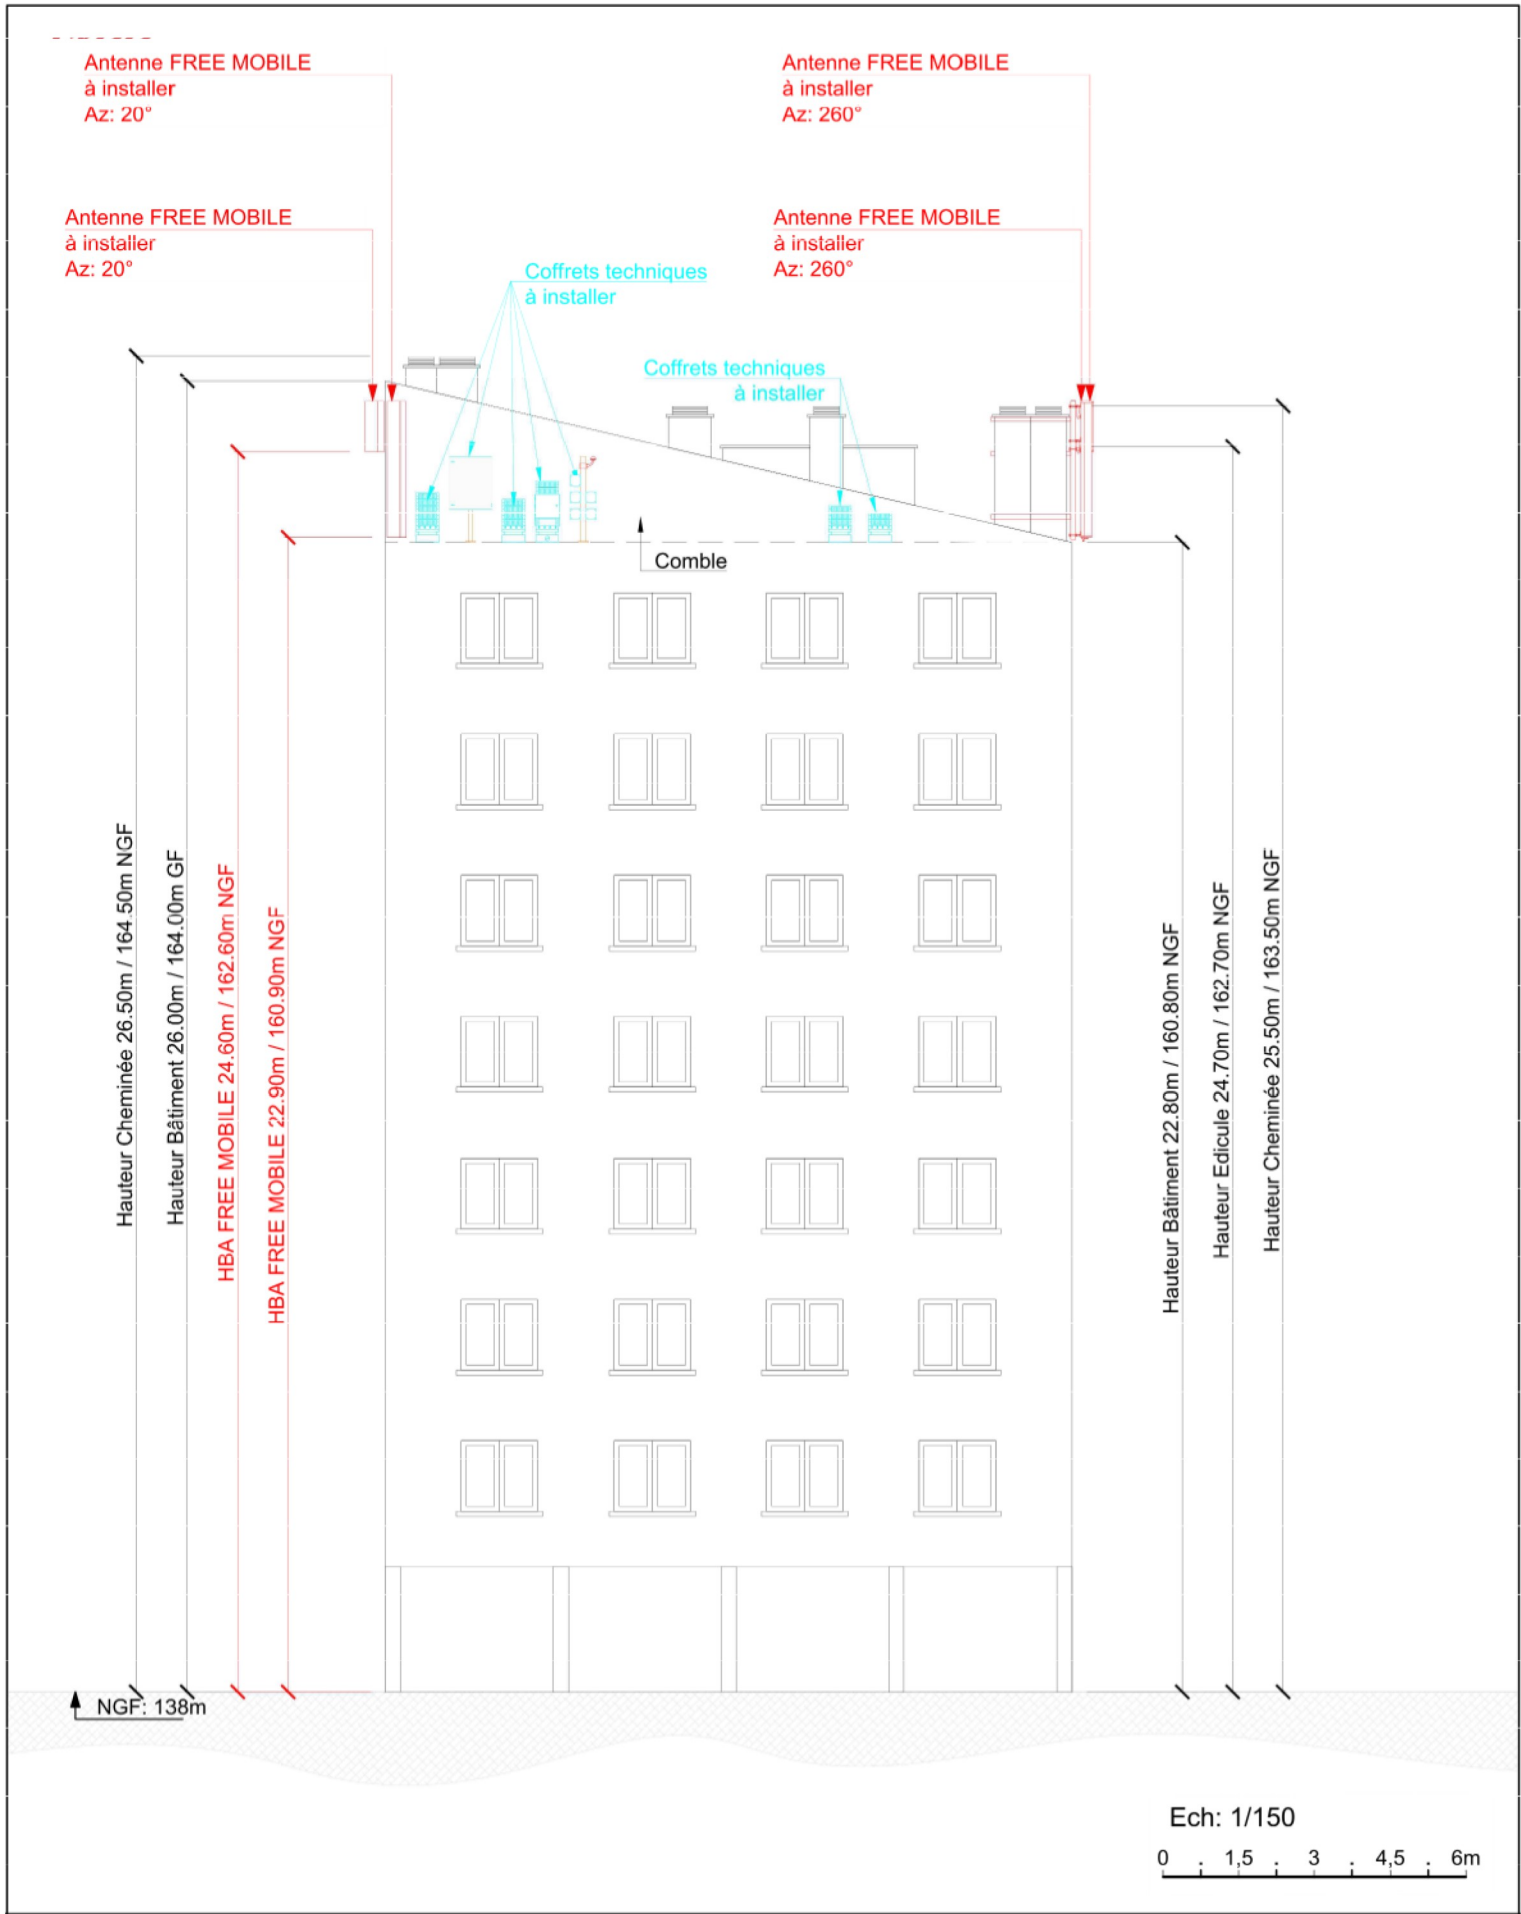 Antenne FREE MOBILE
à installer
Az: 20°
Antenne FREE MOBILE
à installer
Az: 260°
Antenne FREE MOBILE
à installer
Az: 20°
Antenne FREE MOBILE
à installer
Az: 260°
Coffrets techniques
à installer
Coffrets techniques
à installer
Comble
Hauteur Cheminée 26.50m / 164.50m NGF
Hauteur Bâtiment 26.00m / 164.00m GF
HBA FREE MOBILE 24.60m / 162.60m NGF
HBA FREE MOBILE 22.90m / 160.90m NGF
Hauteur Bâtiment 22.80m / 160.80m NGF
Hauteur Edicule 24.70m / 162.70m NGF
Hauteur Cheminée 25.50m / 163.50m NGF
NGF: 138m
Ech: 1/150
0 1,5 3 4,5 6m